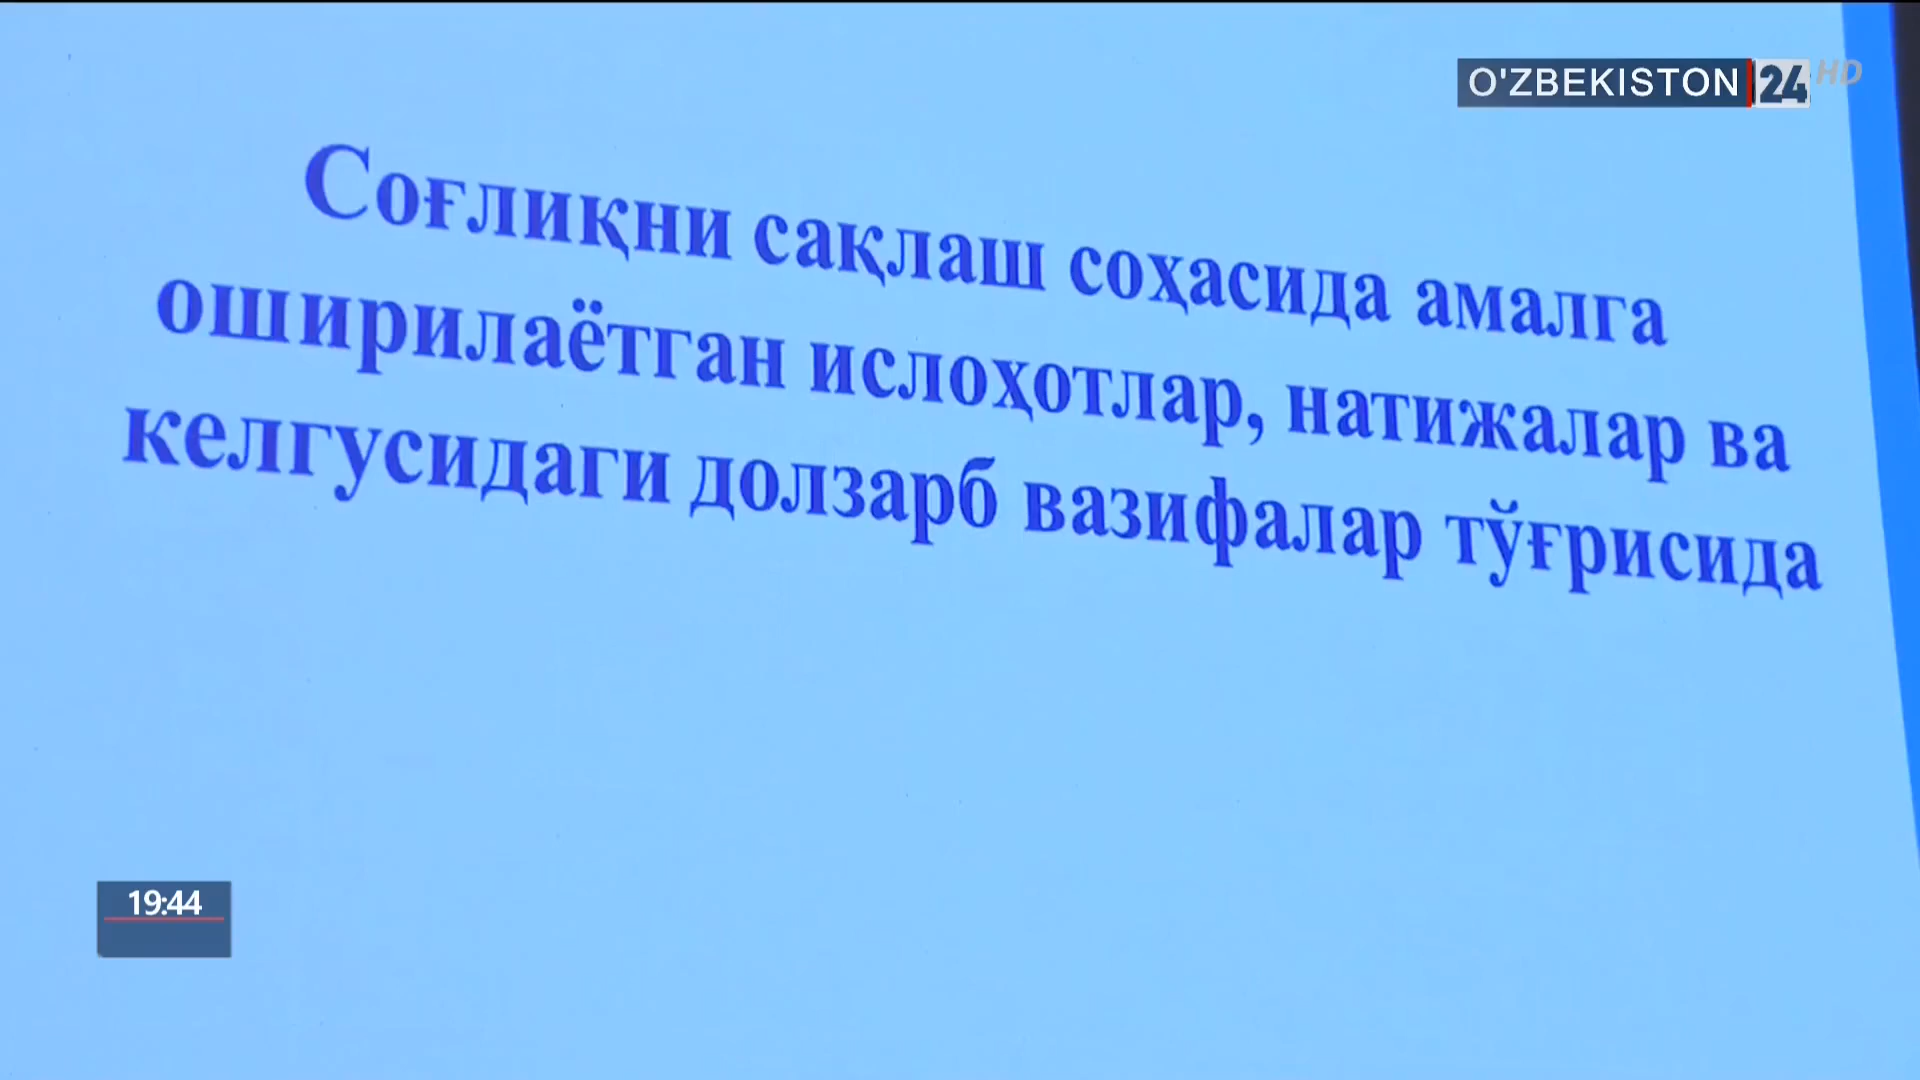 O'ZBEKISTON 24 HD
Соғлиқни сақлаш соҳасида амалга
оширилаётган ислоҳотлар, натижалар ва
келгусидаги долзарб вазифалар тўғрисида
19:44